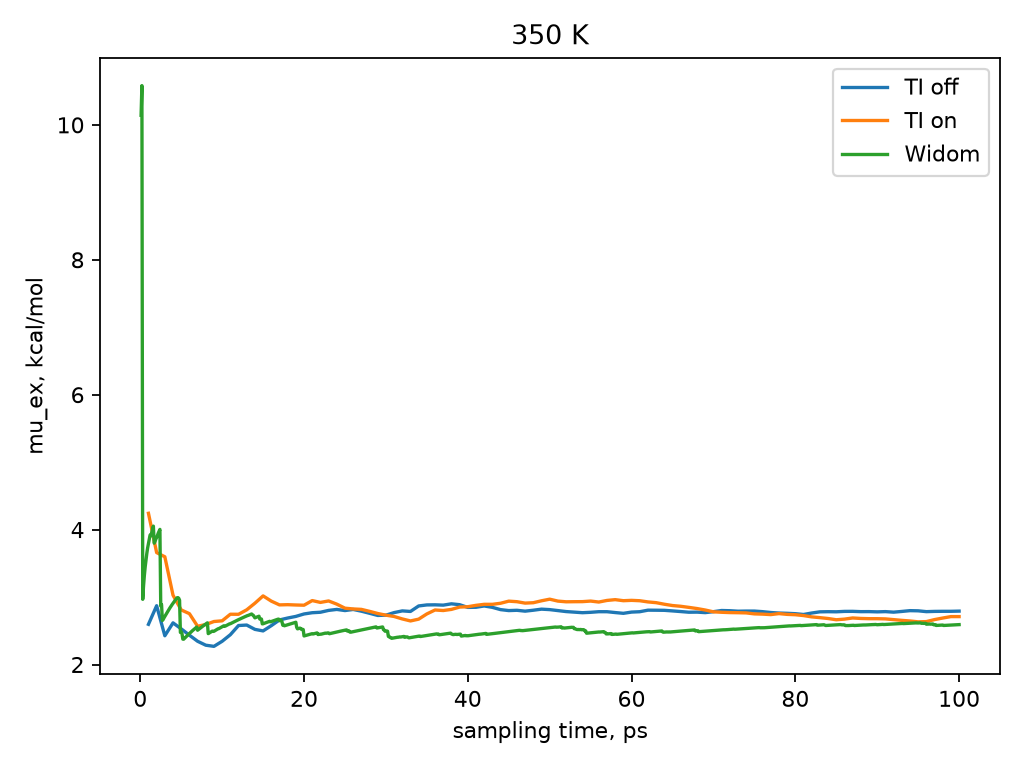 350 K
TI off
TI on
Widom
mu_ex, kcal/mol
10
8
6
4
2
0 20 40 60 80 100
sampling time, ps